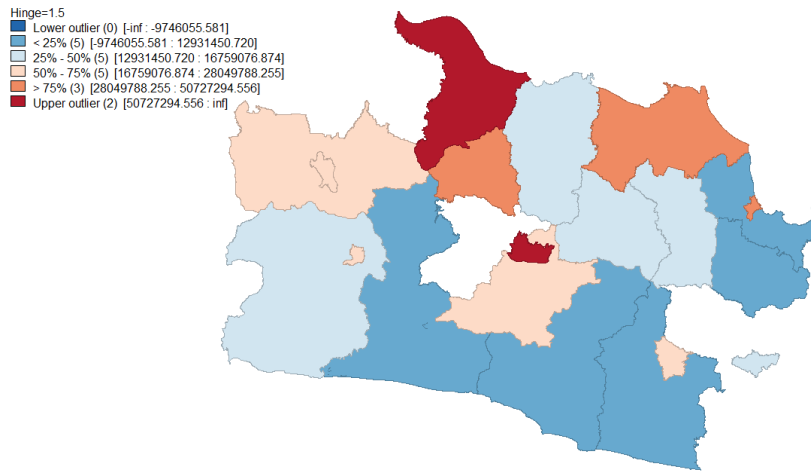 Hinge=1.5
Lower outlier (0) [-inf : -9746055.581]
< 25% (5) [-9746055.581 : 12931450.720]
25% - 50% (5) [12931450.720 : 16759076.874]
50% - 75% (5) [16759076.874 : 28049788.255]
> 75% (3) [28049788.255 : 50727294.556]
Upper outlier (2) [50727294.556 : inf]